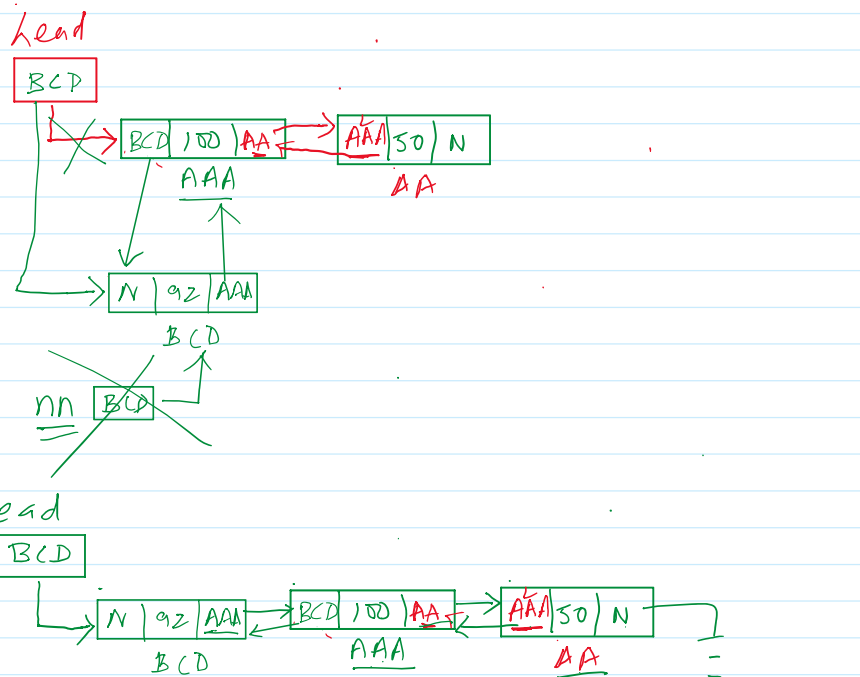 head
BCD
BCD 100 AA
AAA 50 N
AAA
AA
N 92 AAA
BCD
nn BCD
ead
BCD
N 92 AAA
BCD 100 AA
AAA 50 N
BCD
AAA
AA